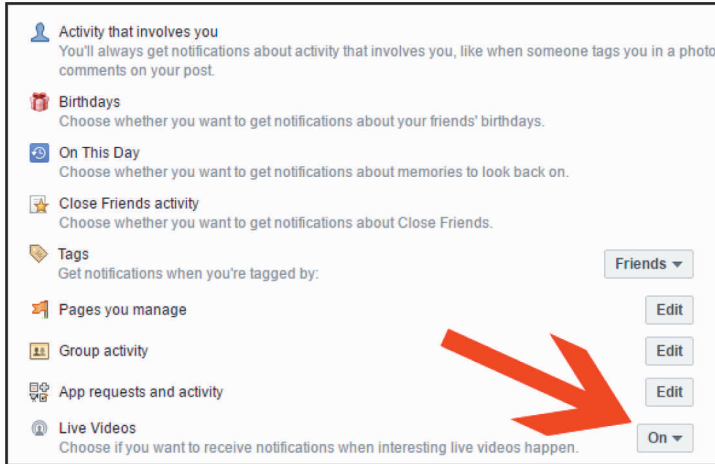 Activity that involves you
You'll always get notifications about activity that involves you, like when someone tags you in a photo
comments on your post.
Birthdays
Choose whether you want to get notifications about your friends' birthdays.
On This Day
Choose whether you want to get notifications about memories to look back on.
Close Friends activity
Choose whether you want to get notifications about Close Friends.
Tags
Get notifications when you're tagged by:
Friends
Pages you manage
Edit
Group activity
Edit
App requests and activity
Edit
Live Videos
Choose if you want to receive notifications when interesting live videos happen.
On